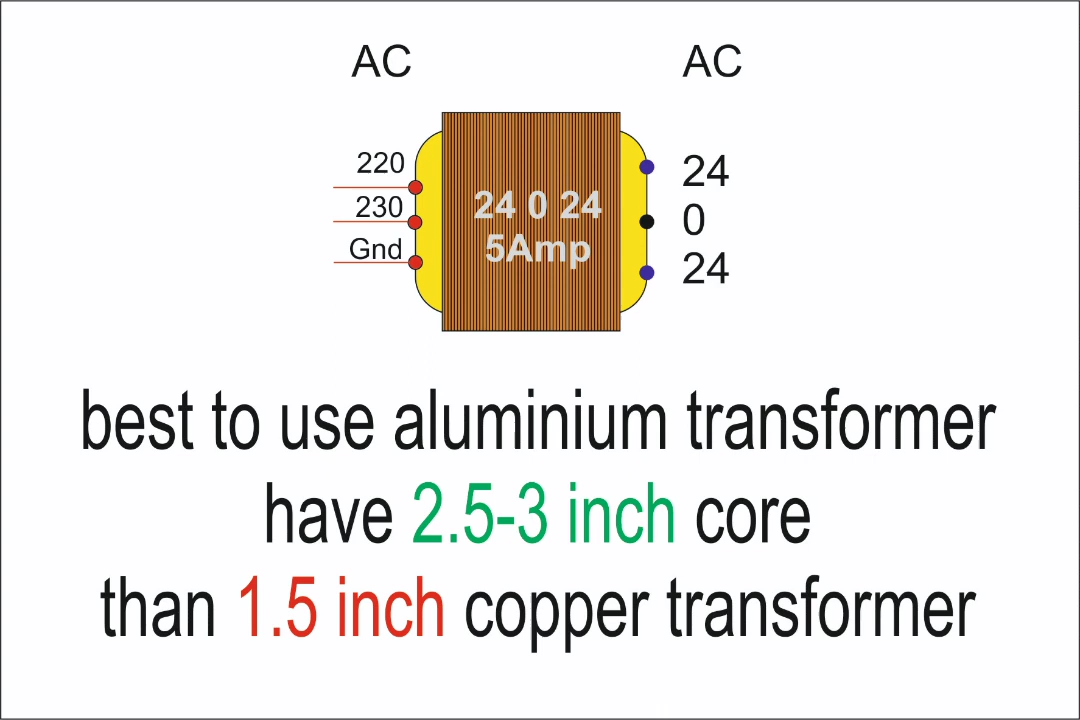 AC
AC
220
230
Gnd
24 0 24
5Amp
24
0
24
best to use aluminium transformer
have 2.5-3 inch core
than 1.5 inch copper transformer